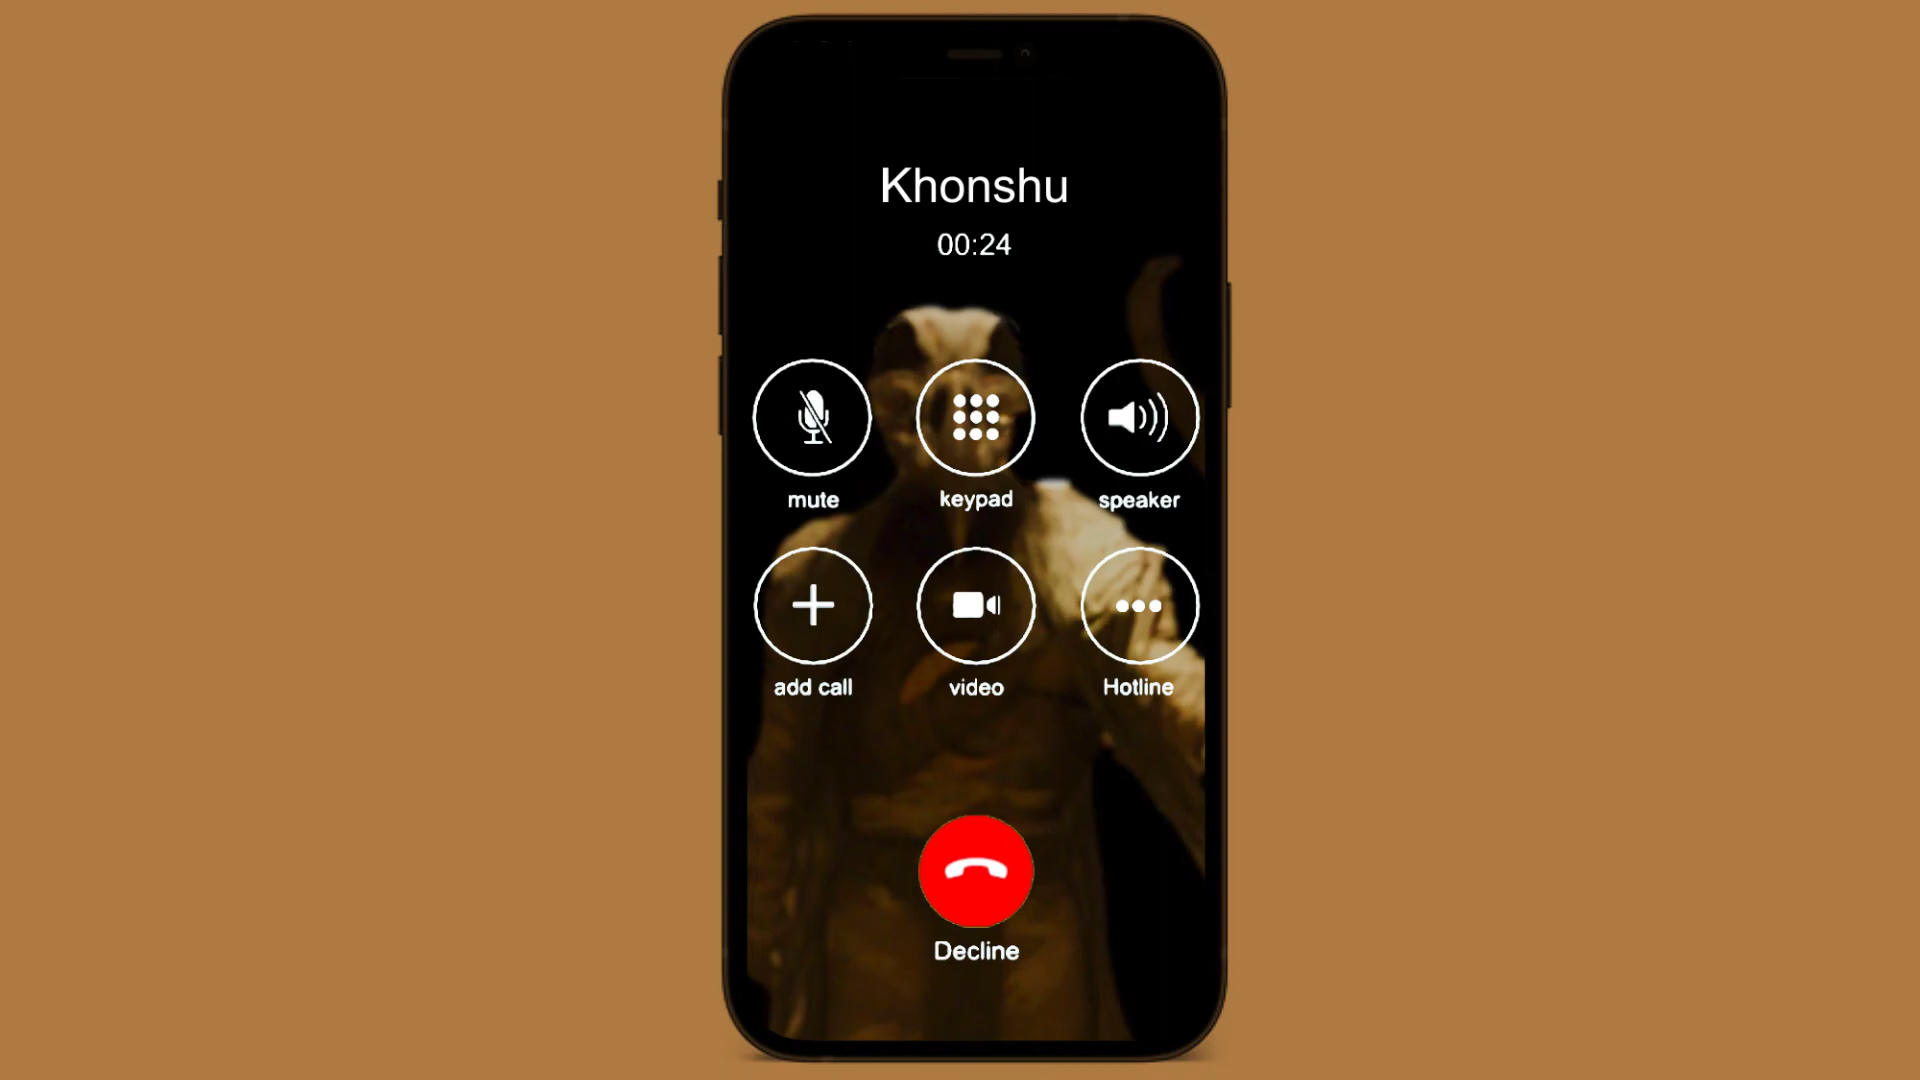 Khonshu
00:24
mute keypad speaker
add call video Hotline
Decline